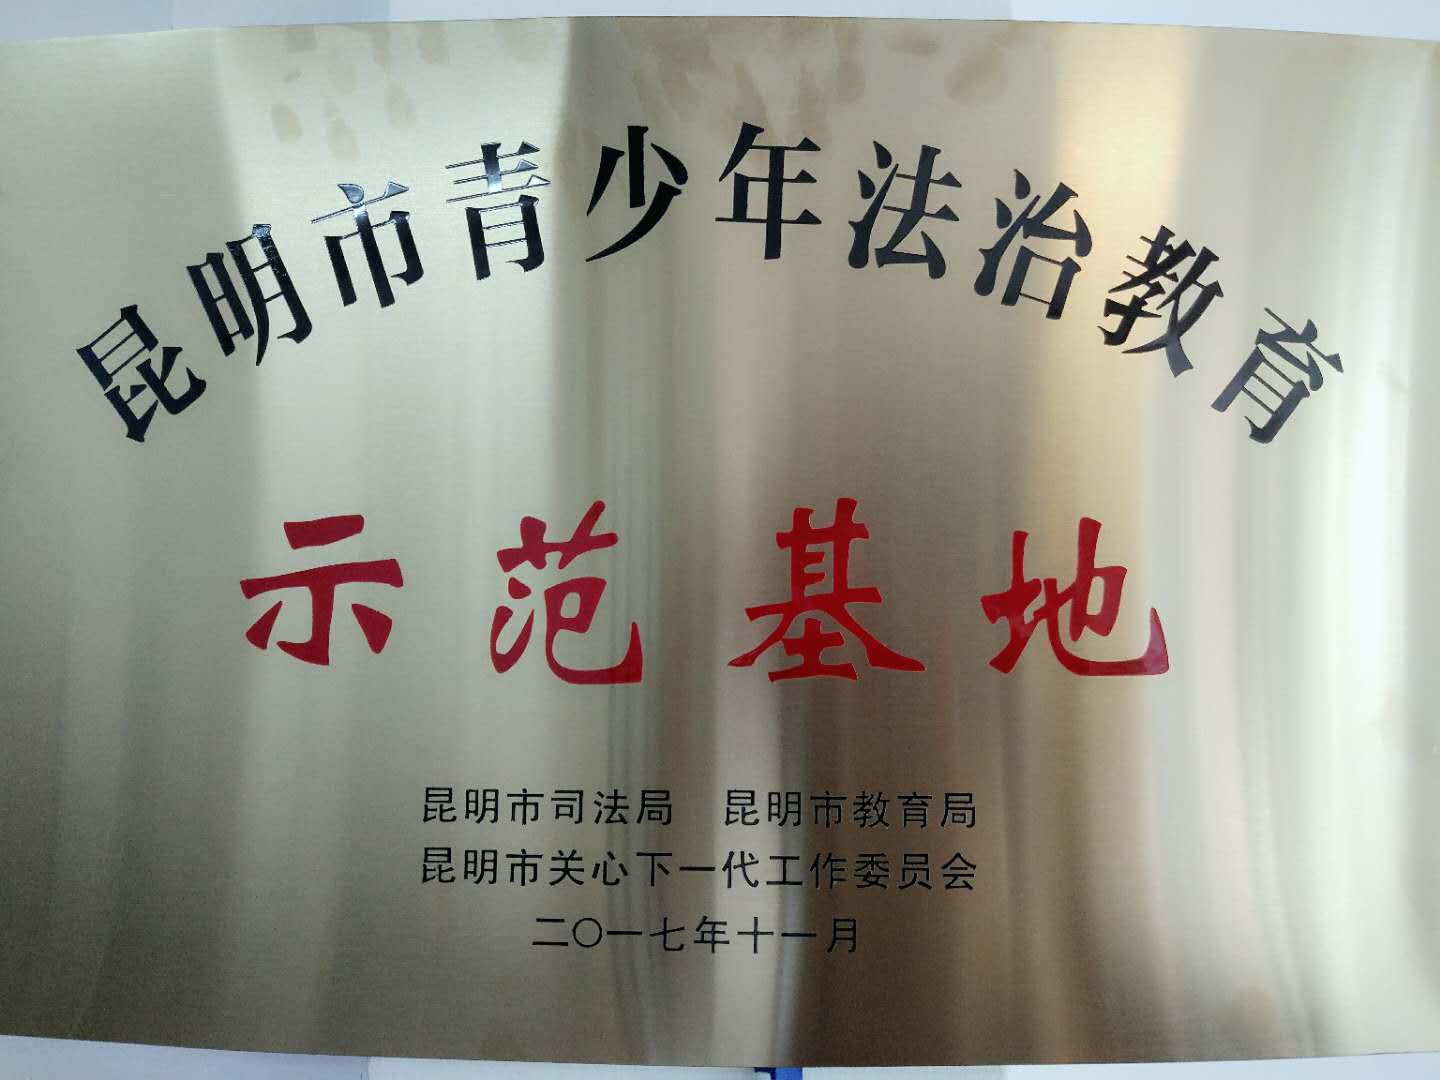 昆明市青少年法治教育
示范基地
昆明市司法局 昆明市教育局
昆明市关心下一代工作委员会
二〇一七年十一月